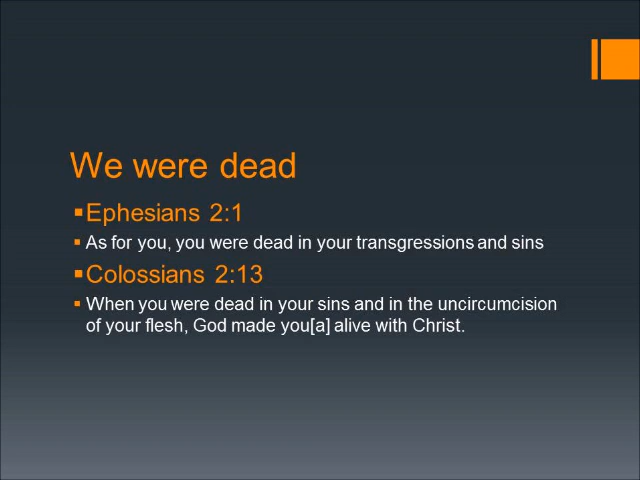 We were dead
▪Ephesians 2:1
▪ As for you, you were dead in your transgressions and sins
▪Colossians 2:13
▪ When you were dead in your sins and in the uncircumcision
of your flesh, God made you[a] alive with Christ.